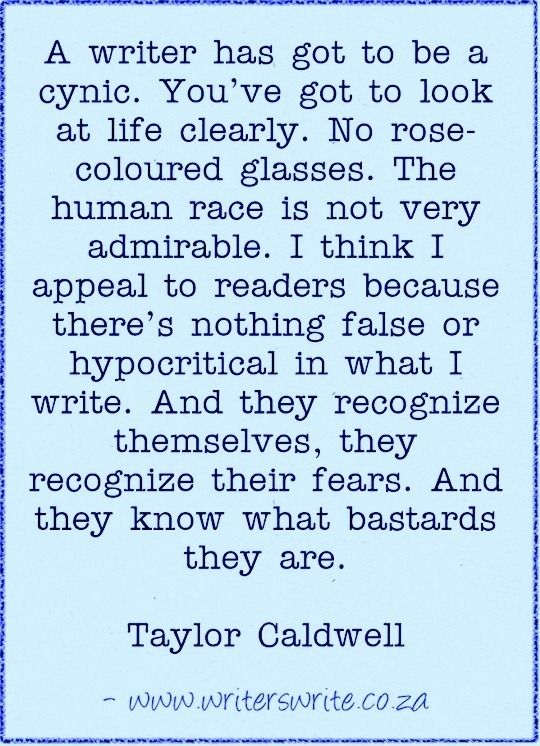 A writer has got to be a
cynic. You’ve got to look
at life clearly. No rose-
coloured glasses. The
human race is not very
admirable. I think I
appeal to readers because
there’s nothing false or
hypocritical in what I
write. And they recognize
themselves, they
recognize their fears. And
they know what bastards
they are.
Taylor Caldwell
- www.writerswrite.co.za